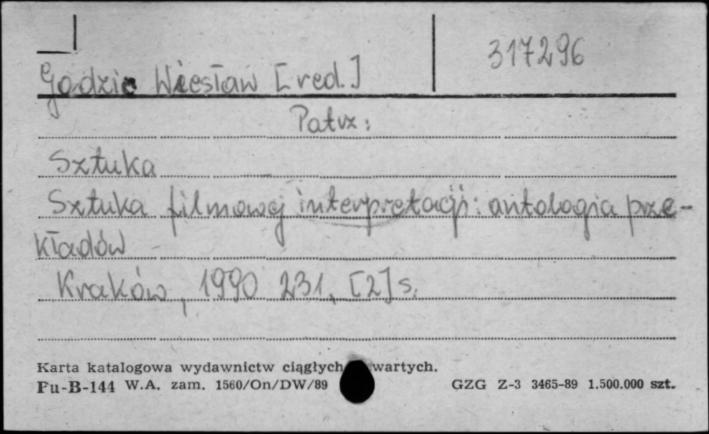 317296
Godzic Wiesław [red.]
Patrz:
Sztuka
Sztuka filmowej interpretacji: antologia prze-
kładów
Kraków, 1990 231, [2] s.
Karta katalogowa wydawnictw ciągłych wartych.
Pu-B-144 W.A. zam. 1560/On/DW/89 GZG Z-3 3465-89 1.500.000 szt.